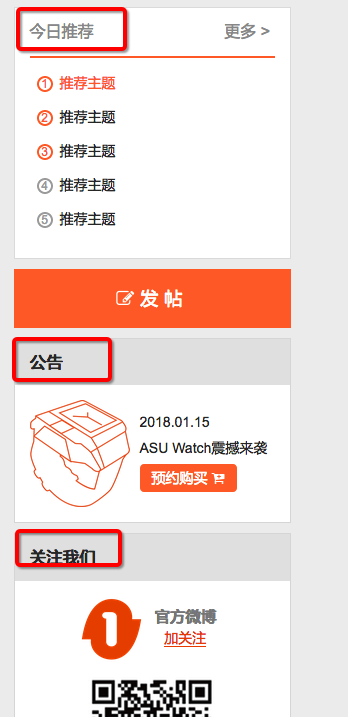 今日推荐 更多 >
1 推荐主题
2 推荐主题
3 推荐主题
4 推荐主题
5 推荐主题
发 帖
公告
2018.01.15
ASU Watch震撼来袭
预约购买
关注我们
1 官方微博
加关注